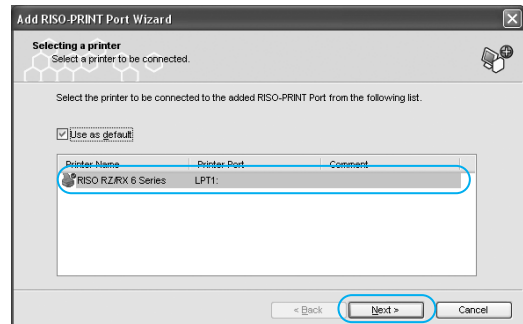 Add RISO-PRINT Port Wizard
Selecting a printer
Select a printer to be connected.
Select the printer to be connected to the added RISO-PRINT Port from the following list.
Use as default
Printer Name Printer Port Comment
RISO RZ/RX 6 Series LPT1:
< Back Next > Cancel